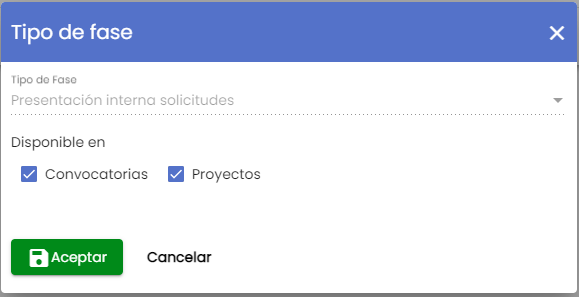 Tipo de fase
Tipo de Fase
Presentación interna solicitudes
Disponible en
Convocatorias Proyectos
Aceptar Cancelar